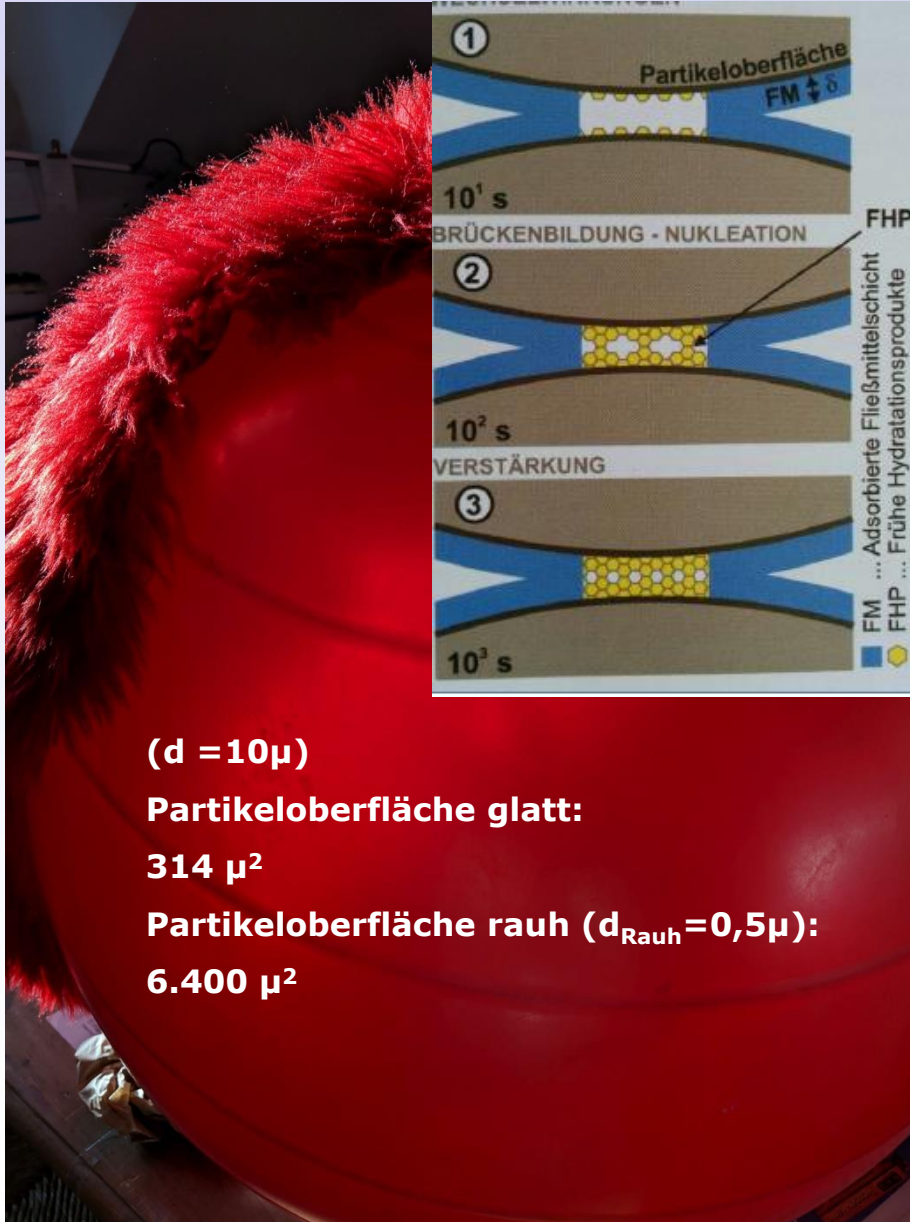 WECHSELWIRKUNGEN
1
Partikeloberfläche
FM δ
10¹ s
BRÜCKENBILDUNG - NUKLEATION
FHP
2
10² s
VERSTÄRKUNG
3
10³ s
FM ... Adsorbierte Fließmittelschicht
FHP ... Frühe Hydratationsprodukte
(d =10µ)
Partikeloberfläche glatt:
314 µ²
Partikeloberfläche rauh (dRauh=0,5µ):
6.400 µ²